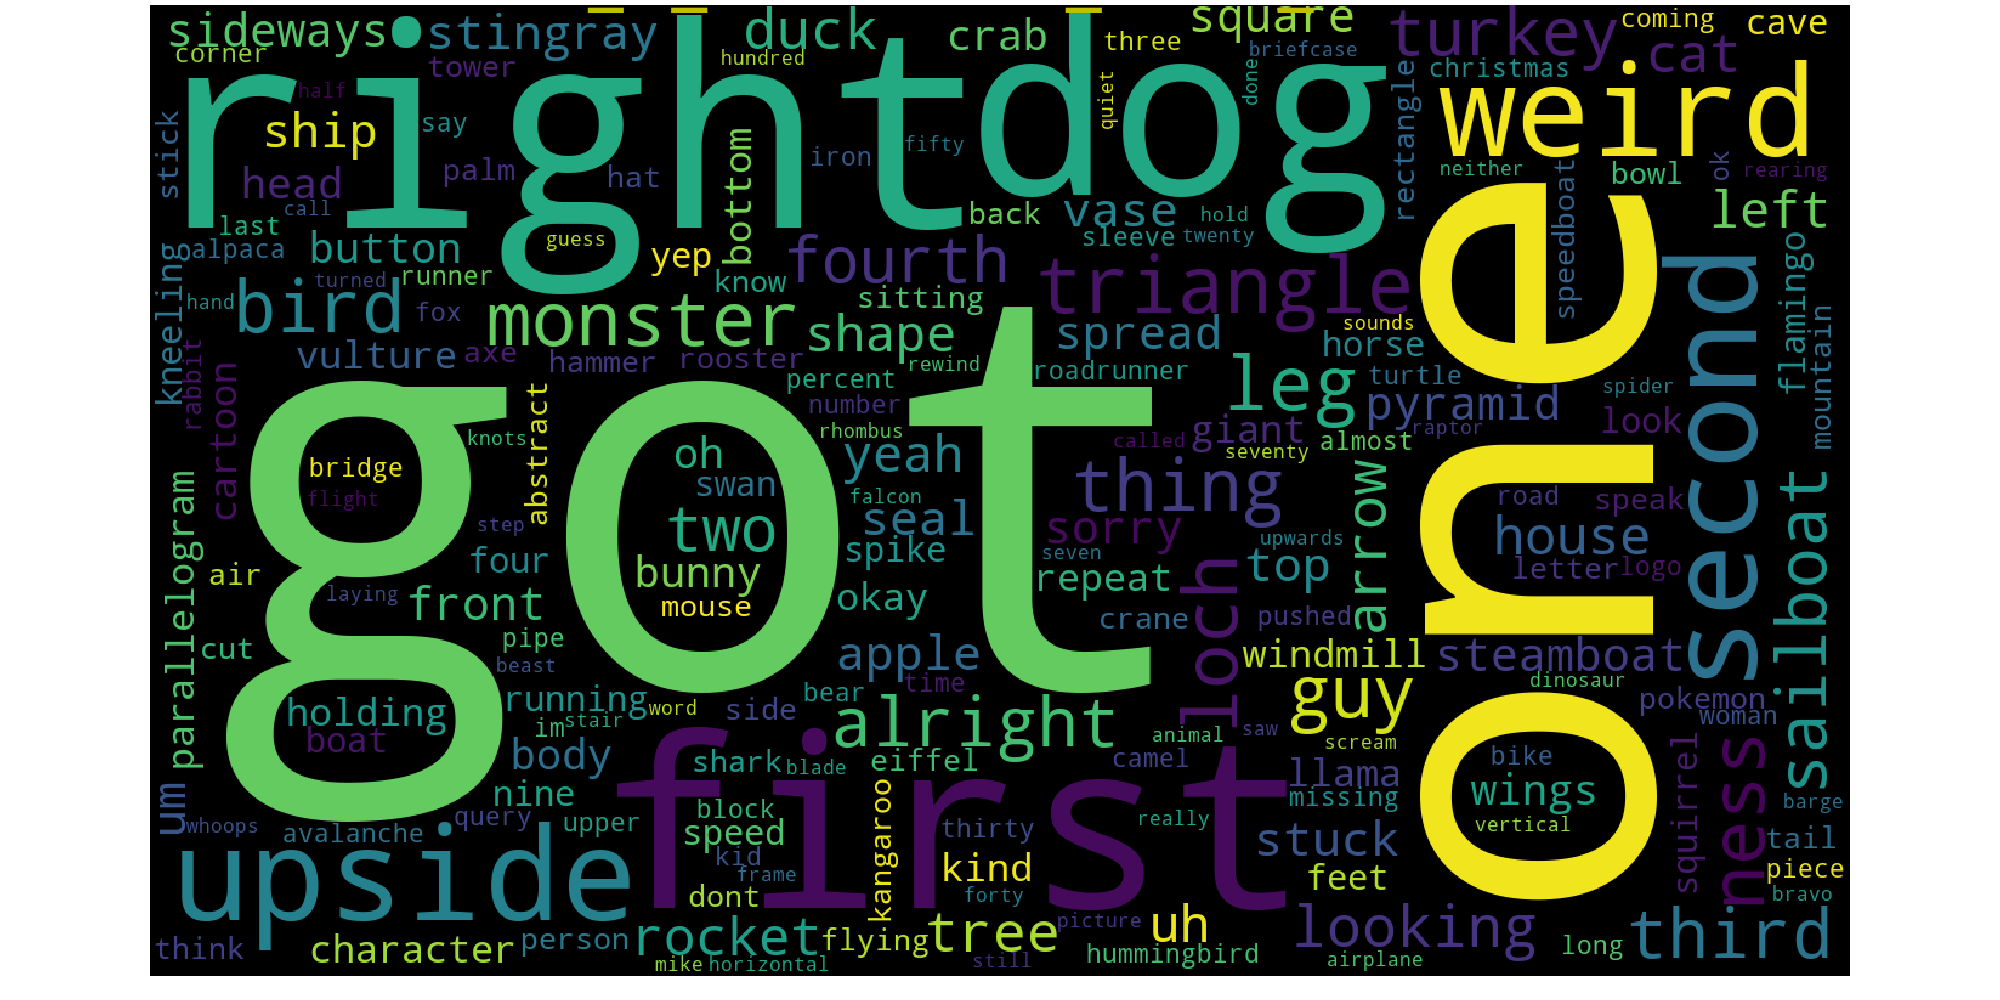 sideways stingray duck crab square turkey coming cave
corner tower hundred three briefcase christmas cat
right dog weird
half ship say iron fifty quiet done rectangle
stick head palm hat bottom neither speedboat bowl ok rearing
last call back vase hold left
alpaca button guess yep fourth sleeve twenty
kneeling turned runner know triangle one second flamingo
hand bird fox monster sitting shape spread sounds mountain
rabbit vulture axe hammer rooster rewind roadrunner horse
cartoon percent leg turtle spider
got number pyramid look
knots oh rhombus called giant almost raptor
bridge abstract swan yeah falcon thing seventy road speak
flight two seal sorry arrow house sailboat
step spike seven upwards
air four bunny repeat top letter logo
parallelogram laying mouse okay loch pushed
cut front pipe crane windmill steamboat
beast apple time guy dinosaur
holding running word bear pokemon
boat im stair side alright animal saw scream woman
body shark blade eiffel camel llama bike squirrel ness
um nine first missing wings barge
whoops query upper block kangaroo really vertical
avalanche speed thirty stuck tail
upside kid kind feet piece
frame dont forty bravo
think character person rocket flying tree picture uh looking long third
mike horizontal still hummingbird airplane